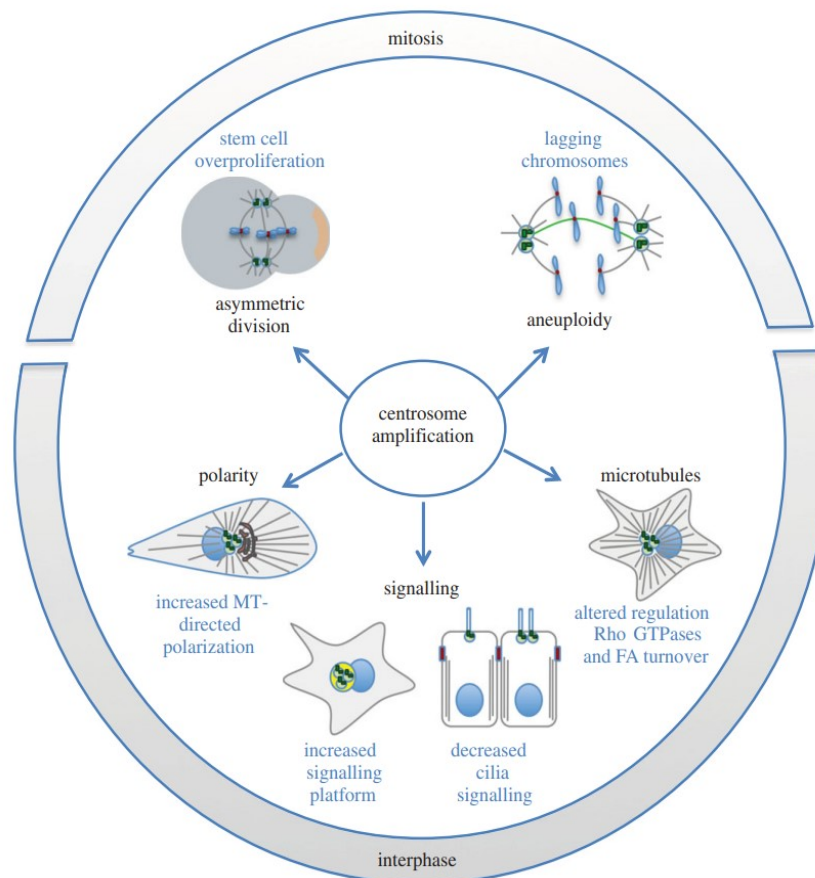 mitosis
stem cell
overproliferation
lagging
chromosomes
asymmetric
division
aneuploidy
centrosome
amplification
polarity
microtubules
signalling
increased MT-
directed
polarization
altered regulation
Rho GTPases
and FA turnover
increased
signalling
platform
decreased
cilia
signalling
interphase